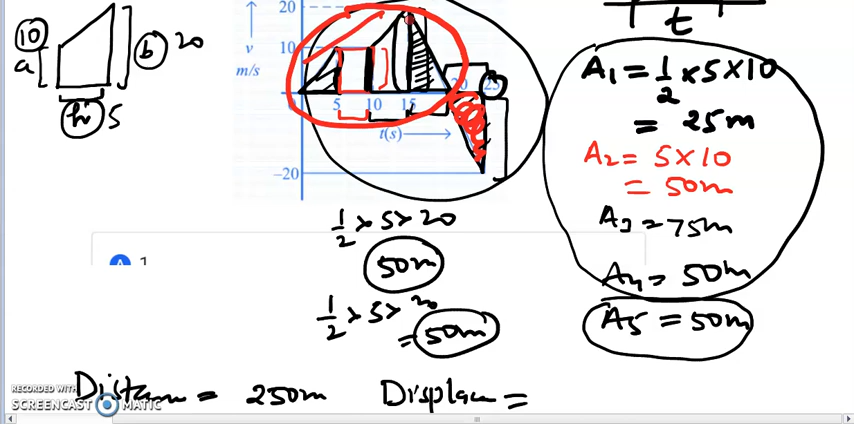 10
a
b
20
h
5
20
v
10
m/s
0
5
10
15
20
25
t(s)
-20
t
A1 = 1/2 × 5 × 10
= 25m
A2 = 5 × 10
= 50m
A3 = 75m
A4 = 50m
A5 = 50m
1/2 × 5 × 20
50m
1/2 × 5 × 20
= 50m
A 1
= 250m
RECORDED WITH
SCREENCAST MATIC